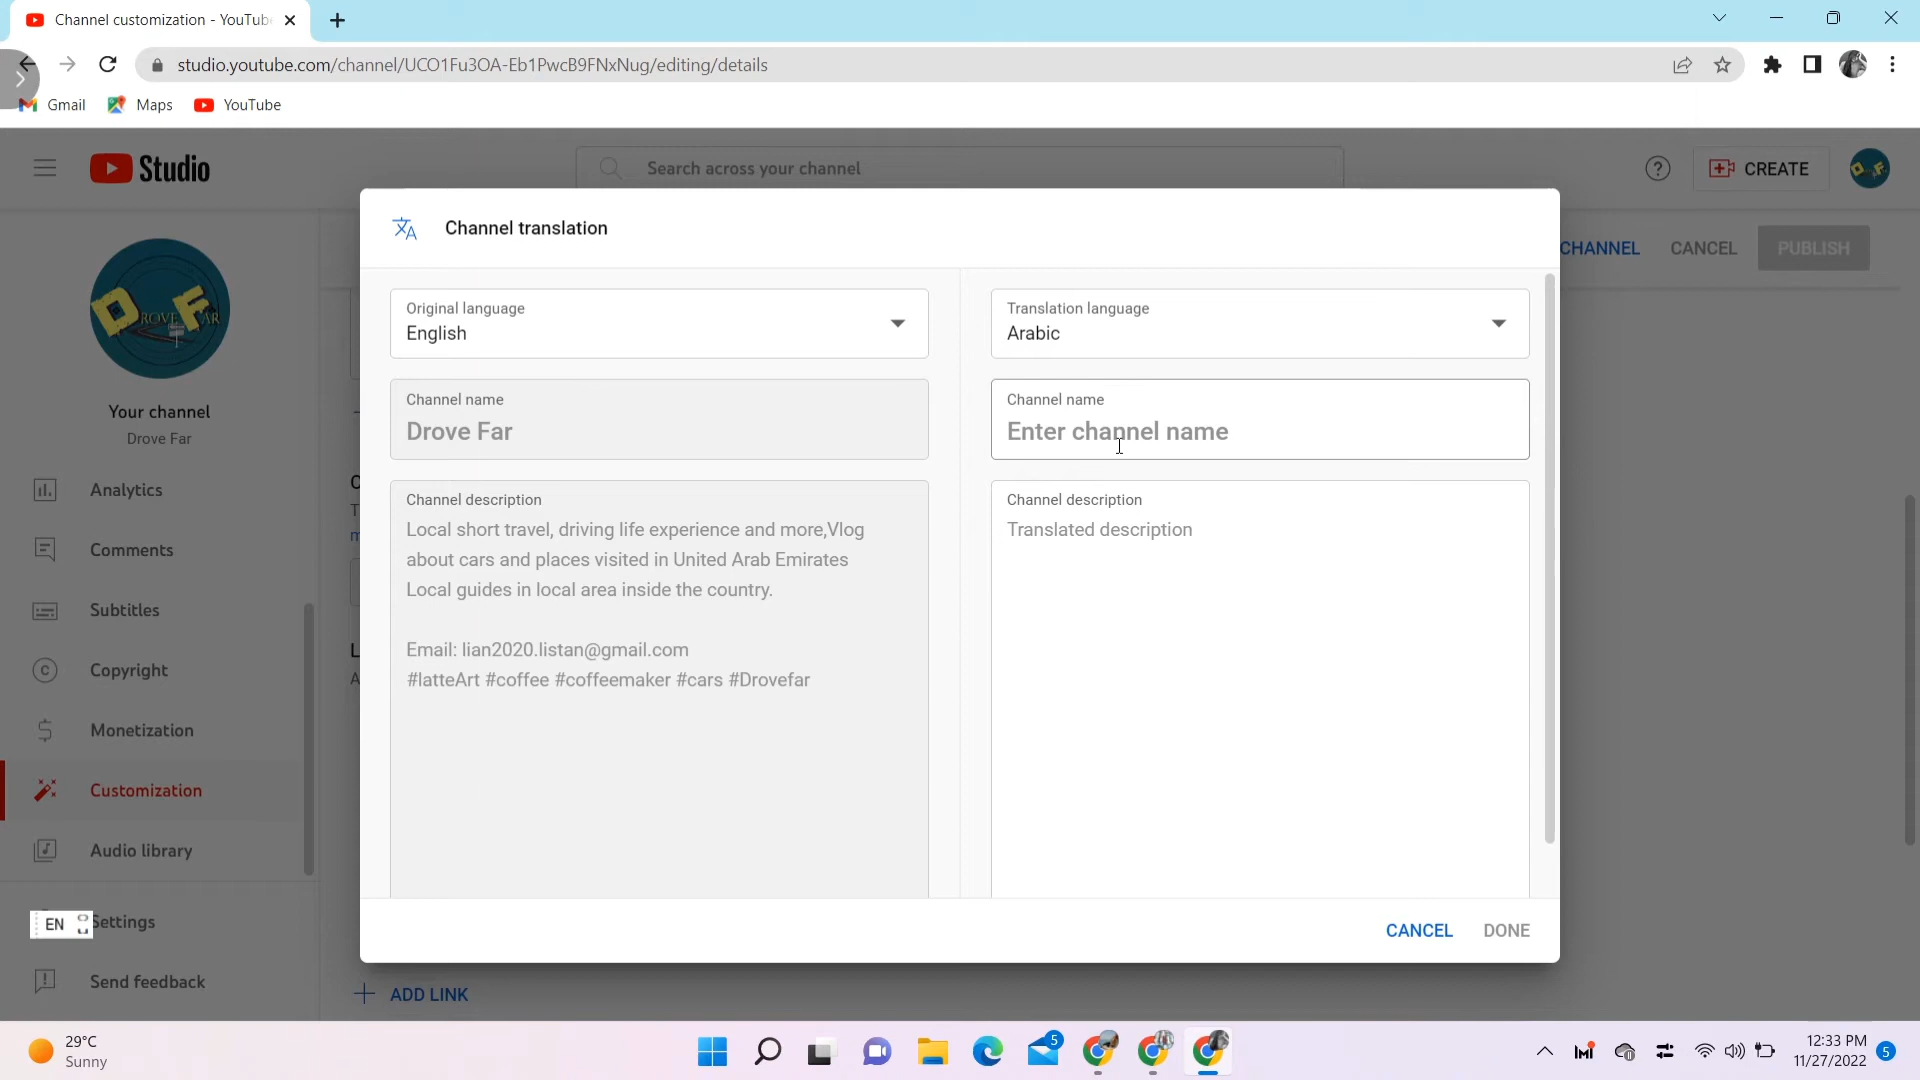 Channel customization - YouTub
studio.youtube.com/channel/UCO1Fu3OA-Eb1PwcB9FNxNug/editing/details
Gmail
Maps
YouTube
Studio
Search across your channel
CREATE
CHANNEL
CANCEL
PUBLISH
DROVE FAR
Your channel
Drove Far
Analytics
Comments
Subtitles
Copyright
Monetization
Customization
Audio library
Settings
Send feedback
EN
Channel translation
Original language
English
Channel name
Drove Far
Channel description
Local short travel, driving life experience and more,Vlog
about cars and places visited in United Arab Emirates
Local guides in local area inside the country.
Email: lian2020.listan@gmail.com
#latteArt #coffee #coffeemaker #cars #Drovefar
Translation language
Arabic
Channel name
Enter channel name
Channel description
Translated description
CANCEL
DONE
ADD LINK
29°C
Sunny
5
12:33 PM
11/27/2022
5